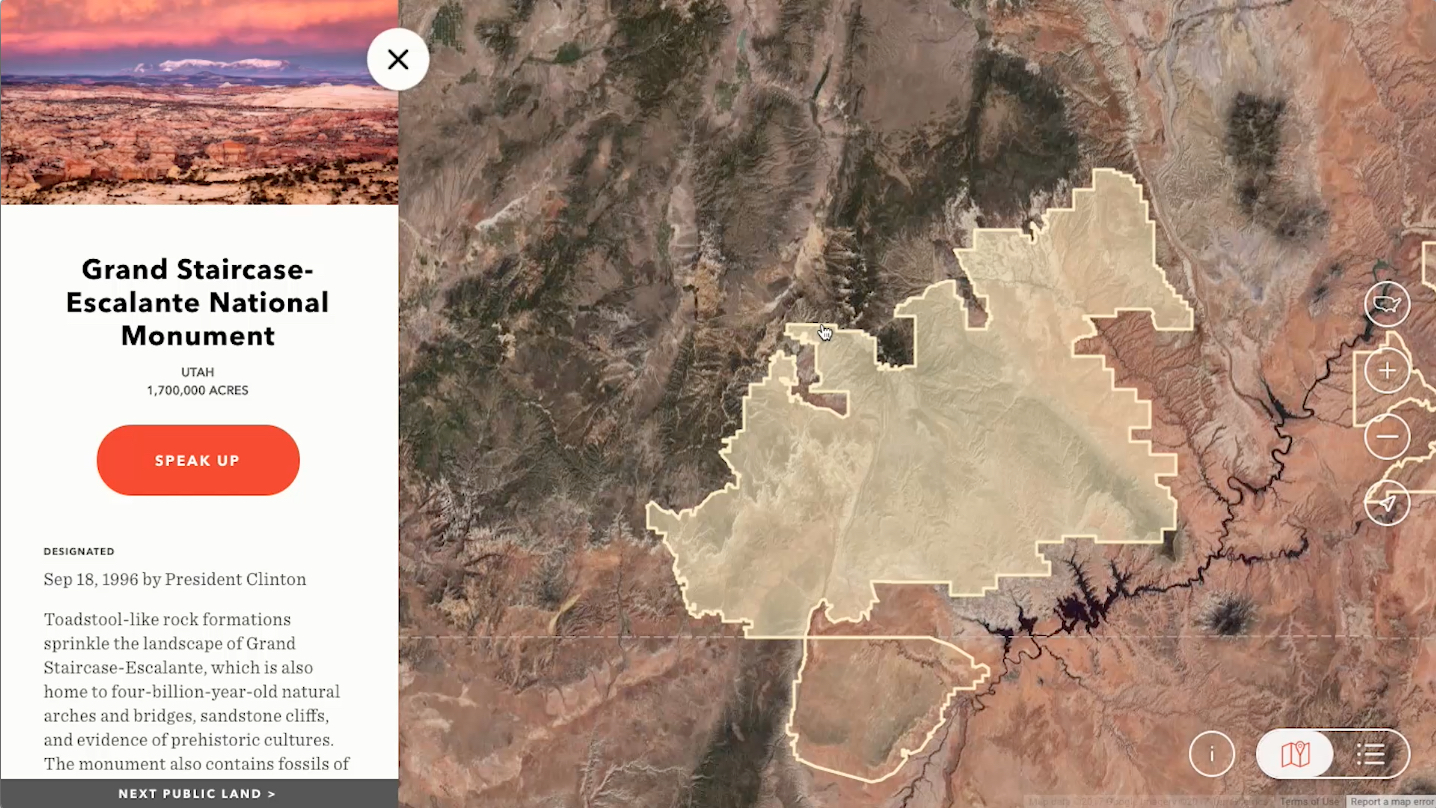 Grand Staircase-
Escalante National
Monument
UTAH
1,700,000 ACRES
SPEAK UP
DESIGNATED
Sep 18, 1996 by President Clinton
Toadstool-like rock formations
sprinkle the landscape of Grand
Staircase-Escalante, which is also
home to four-billion-year-old natural
arches and bridges, sandstone cliffs,
and evidence of prehistoric cultures.
The monument also contains fossils of
NEXT PUBLIC LAND >
i
Terms of Use
Report a map error